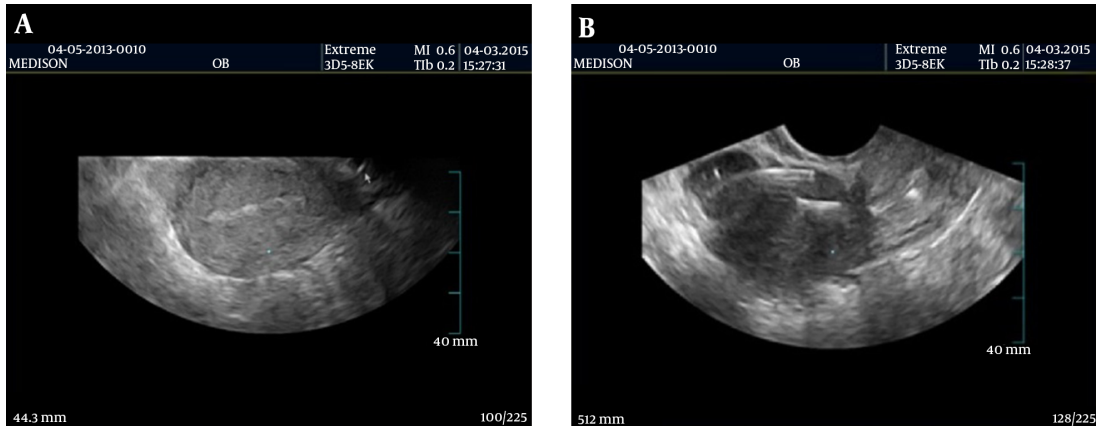 A
04-05-2013-0010 Extreme MI 0.6 04-03.2015
MEDISON OB 3D5-8EK TIb 0.2 15:27:31
40 mm
44.3 mm 100/225
B
04-05-2013-0010 Extreme MI 0.6 04-03.2015
MEDISON OB 3D5-8EK TIb 0.2 15:28:37
40 mm
512 mm 128/225